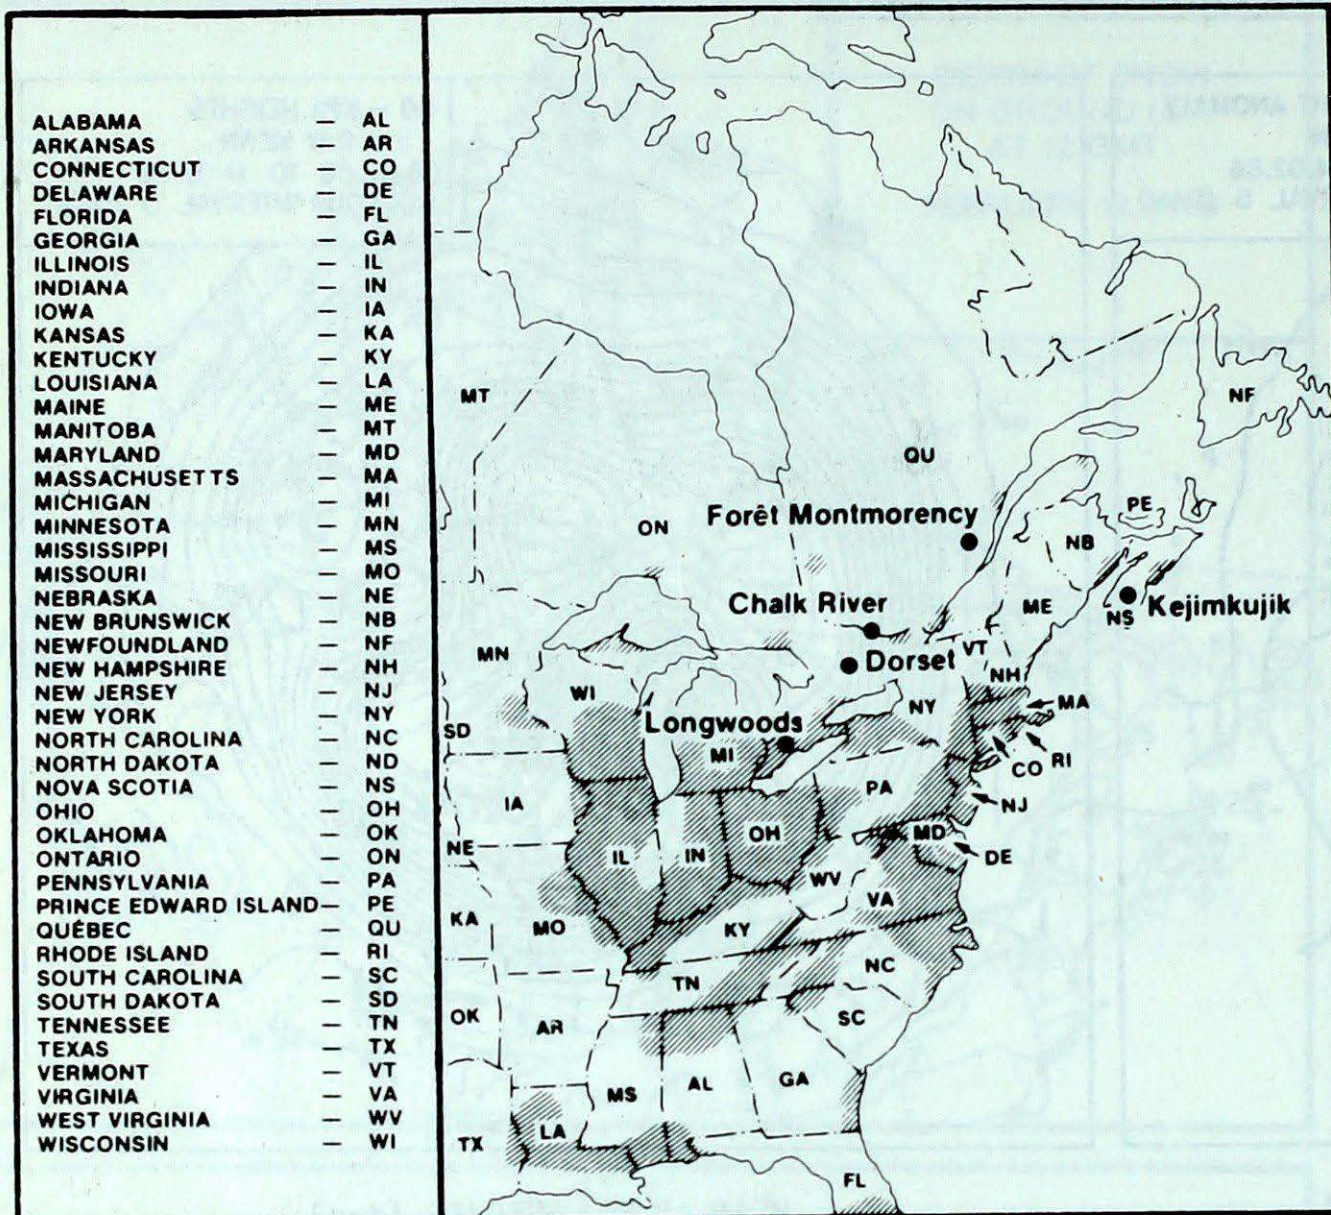 ALABAMA — AL
ARKANSAS — AR
CONNECTICUT — CO
DELAWARE — DE
FLORIDA — FL
GEORGIA — GA
ILLINOIS — IL
INDIANA — IN
IOWA — IA
KANSAS — KA
KENTUCKY — KY
LOUISIANA — LA
MAINE — ME
MANITOBA — MT
MARYLAND — MD
MASSACHUSETTS — MA
MICHIGAN — MI
MINNESOTA — MN
MISSISSIPPI — MS
MISSOURI — MO
NEBRASKA — NE
NEW BRUNSWICK — NB
NEWFOUNDLAND — NF
NEW HAMPSHIRE — NH
NEW JERSEY — NJ
NEW YORK — NY
NORTH CAROLINA — NC
NORTH DAKOTA — ND
NOVA SCOTIA — NS
OHIO — OH
OKLAHOMA — OK
ONTARIO — ON
PENNSYLVANIA — PA
PRINCE EDWARD ISLAND — PE
QUÉBEC — QU
RHODE ISLAND — RI
SOUTH CAROLINA — SC
SOUTH DAKOTA — SD
TENNESSEE — TN
TEXAS — TX
VERMONT — VT
VIRGINIA — VA
WEST VIRGINIA — WV
WISCONSIN — WI
MT
NF
QU
PE
ON
Forêt Montmorency
NB
Chalk River
ME
NS
Kejimkujik
MN
Dorset
VT
NH
WI
NY
MA
SD
Longwoods
MI
CO
RI
IA
PA
NJ
NE
IL
IN
OH
MD
DE
WV
VA
KA
MO
KY
NC
TN
OK
AR
SC
MS
AL
GA
TX
LA
FL